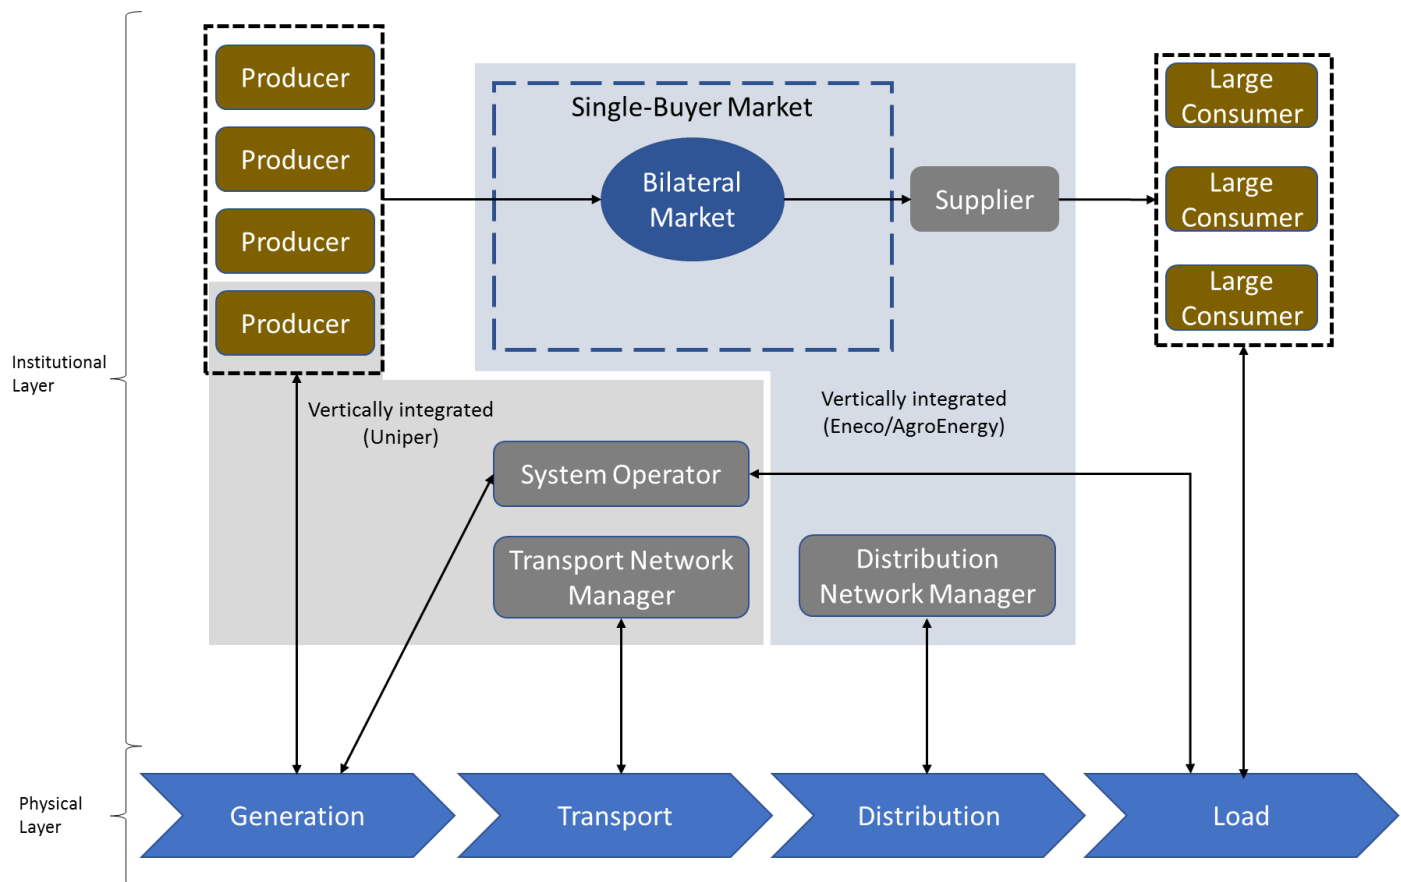 Producer
Producer
Producer
Producer
Single-Buyer Market
Bilateral
Market
Supplier
Large
Consumer
Large
Consumer
Large
Consumer
Institutional
Layer
Vertically integrated
(Uniper)
Vertically integrated
(Eneco/AgroEnergy)
System Operator
Transport Network
Manager
Distribution
Network Manager
Physical
Layer
Generation
Transport
Distribution
Load